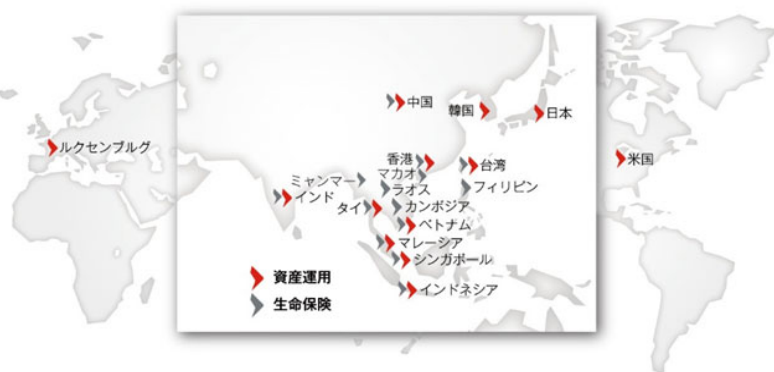 中国
韓国
日本
ルクセンブルグ
香港
台湾
米国
マカオ
ミャンマー
ラオス
フィリピン
インド
タイ
カンボジア
ベトナム
マレーシア
シンガポール
資産運用
インドネシア
生命保険